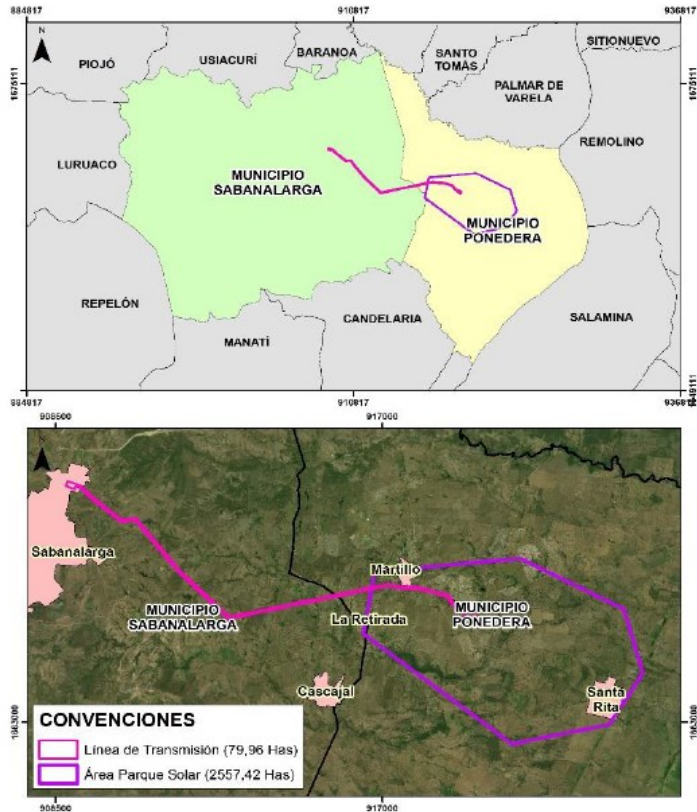 884817 910817 936817
N
SITIONUEVO
BARANOA
SANTO
TOMÁS
USIACURÍ
PIOJÓ
1675111
PALMAR DE
VARELA
REMOLINO
LURUACO
MUNICIPIO
SABANALARGA
MUNICIPIO
PONEDERA
REPELÓN
SALAMINA
CANDELARIA
MANATÍ
884817 910817 936817
908500 917000
N
Sabanalarga
Martillo
MUNICIPIO
SABANALARGA
MUNICIPIO
PONEDERA
La Retirada
Cascajal
Santa
Rita
CONVENCIONES
Línea de Transmisión (79,96 Has)
Área Parque Solar (2557,42 Has)
908500 917000